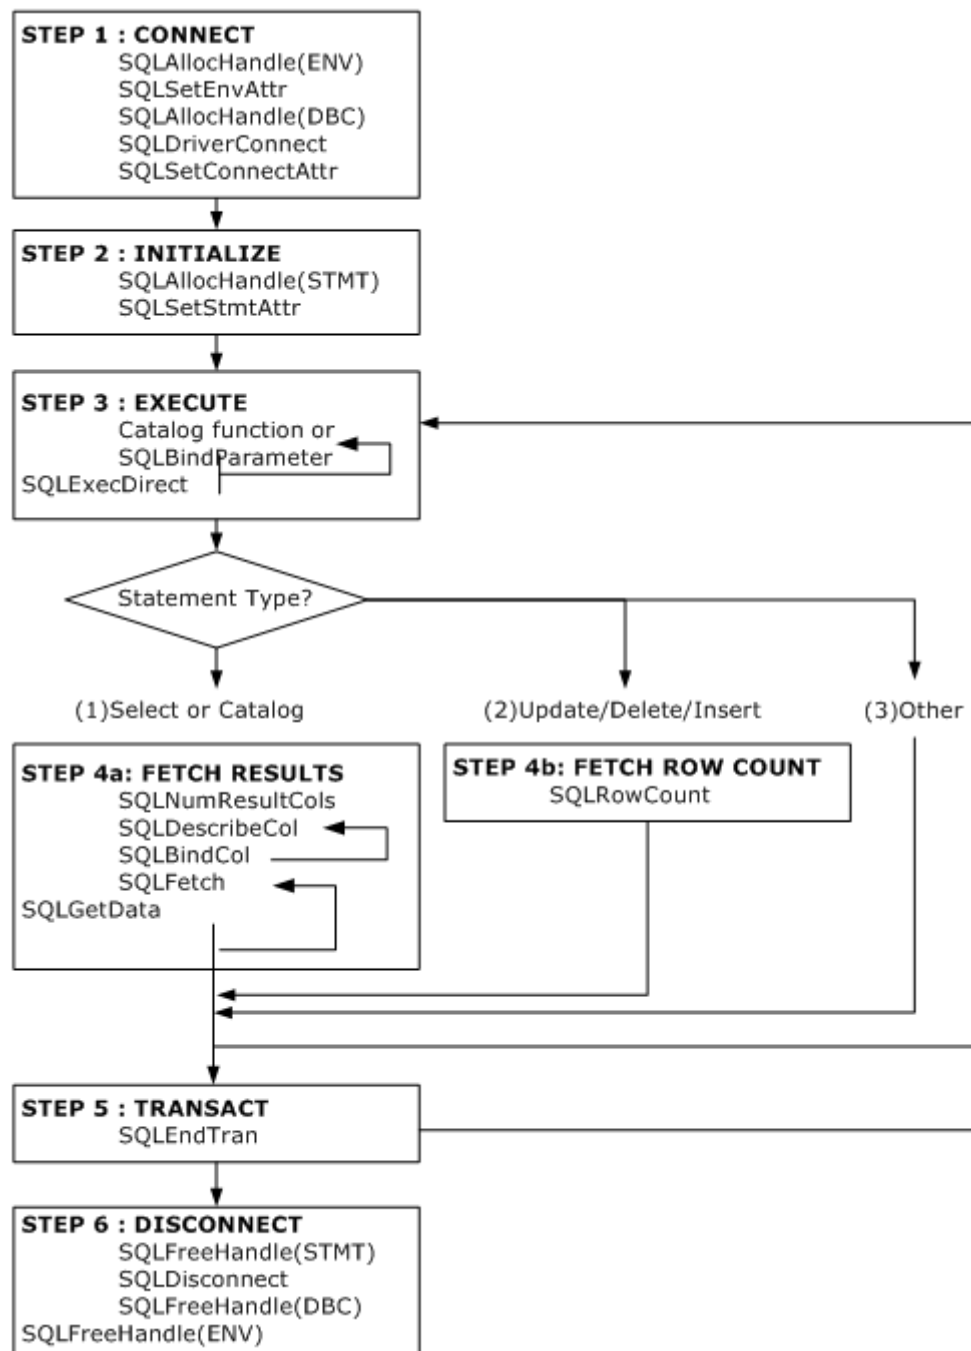 STEP 1 : CONNECT
SQLAllocHandle(ENV)
SQLSetEnvAttr
SQLAllocHandle(DBC)
SQLDriverConnect
SQLSetConnectAttr
STEP 2 : INITIALIZE
SQLAllocHandle(STMT)
SQLSetStmtAttr
STEP 3 : EXECUTE
Catalog function or
SQLBindParameter
SQLExecDirect
Statement Type?
(1)Select or Catalog
(2)Update/Delete/Insert
(3)Other
STEP 4a: FETCH RESULTS
SQLNumResultCols
SQLDescribeCol
SQLBindCol
SQLFetch
SQLGetData
STEP 4b: FETCH ROW COUNT
SQLRowCount
STEP 5 : TRANSACT
SQLEndTran
STEP 6 : DISCONNECT
SQLFreeHandle(STMT)
SQLDisconnect
SQLFreeHandle(DBC)
SQLFreeHandle(ENV)